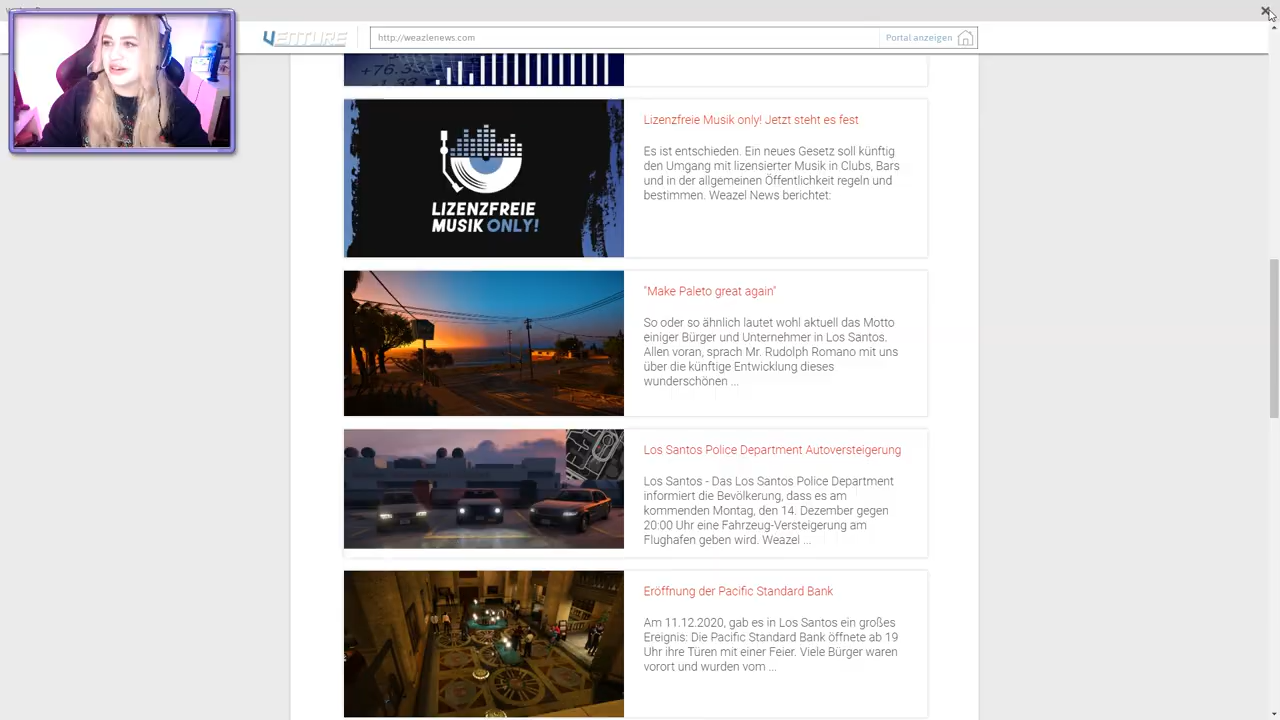 VENTURE
http://weazlenews.com
Portal anzeigen
+76.33
LIZENZFREIE
MUSIK ONLY!
Lizenzfreie Musik only! Jetzt steht es fest
Es ist entschieden. Ein neues Gesetz soll künftig
den Umgang mit lizensierter Musik in Clubs, Bars
und in der allgemeinen Öffentlichkeit regeln und
bestimmen. Weazel News berichtet:
"Make Paleto great again"
So oder so ähnlich lautet wohl aktuell das Motto
einiger Bürger und Unternehmer in Los Santos.
Allen voran, sprach Mr. Rudolph Romano mit uns
über die künftige Entwicklung dieses
wunderschönen ...
Los Santos Police Department Autoversteigerung
Los Santos - Das Los Santos Police Department
informiert die Bevölkerung, dass es am
kommenden Montag, den 14. Dezember gegen
20:00 Uhr eine Fahrzeug-Versteigerung am
Flughafen geben wird. Weazel ...
Eröffnung der Pacific Standard Bank
Am 11.12.2020, gab es in Los Santos ein großes
Ereignis: Die Pacific Standard Bank öffnete ab 19
Uhr ihre Türen mit einer Feier. Viele Bürger waren
vorort und wurden vom ...